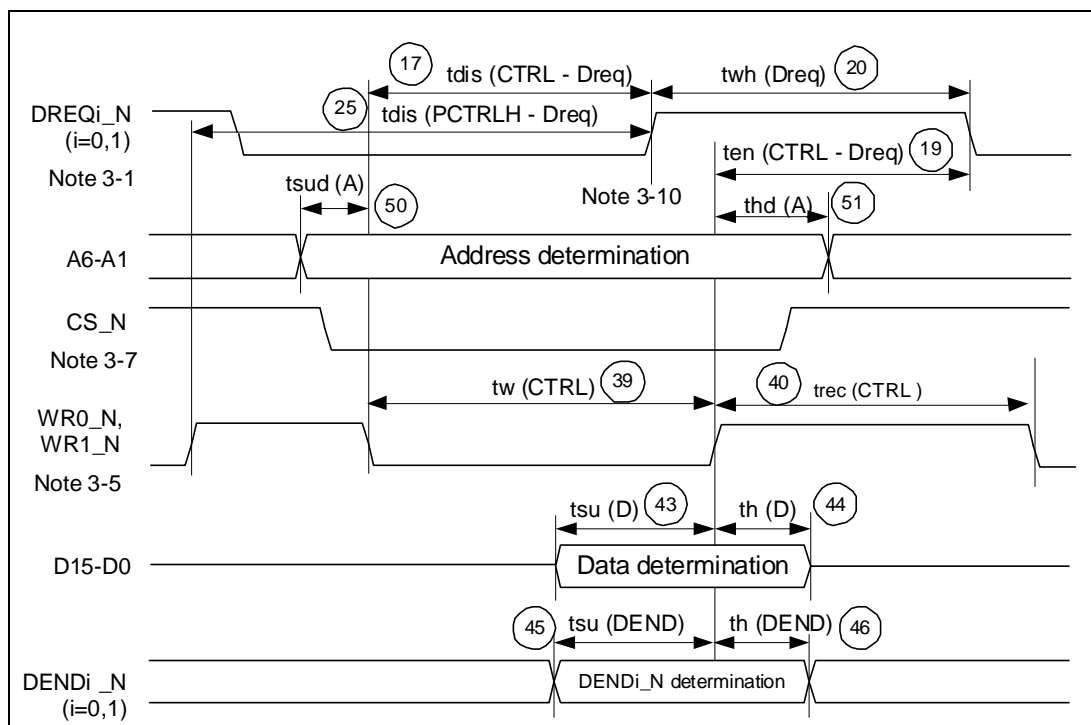 17
tdis (CTRL - Dreq)
twh (Dreq)
20
DREQi_N
(i=0,1)
25
tdis (PCTRLH - Dreq)
ten (CTRL - Dreq)
19
Note 3-1
tsud (A)
50
Note 3-10
thd (A)
51
A6-A1
Address determination
CS_N
Note 3-7
tw (CTRL)
39
40
trec (CTRL )
WR0_N,
WR1_N
Note 3-5
tsu (D)
43
th (D)
44
D15-D0
Data determination
45
tsu (DEND)
th (DEND)
46
DENDi _N
(i=0,1)
DENDi_N determination